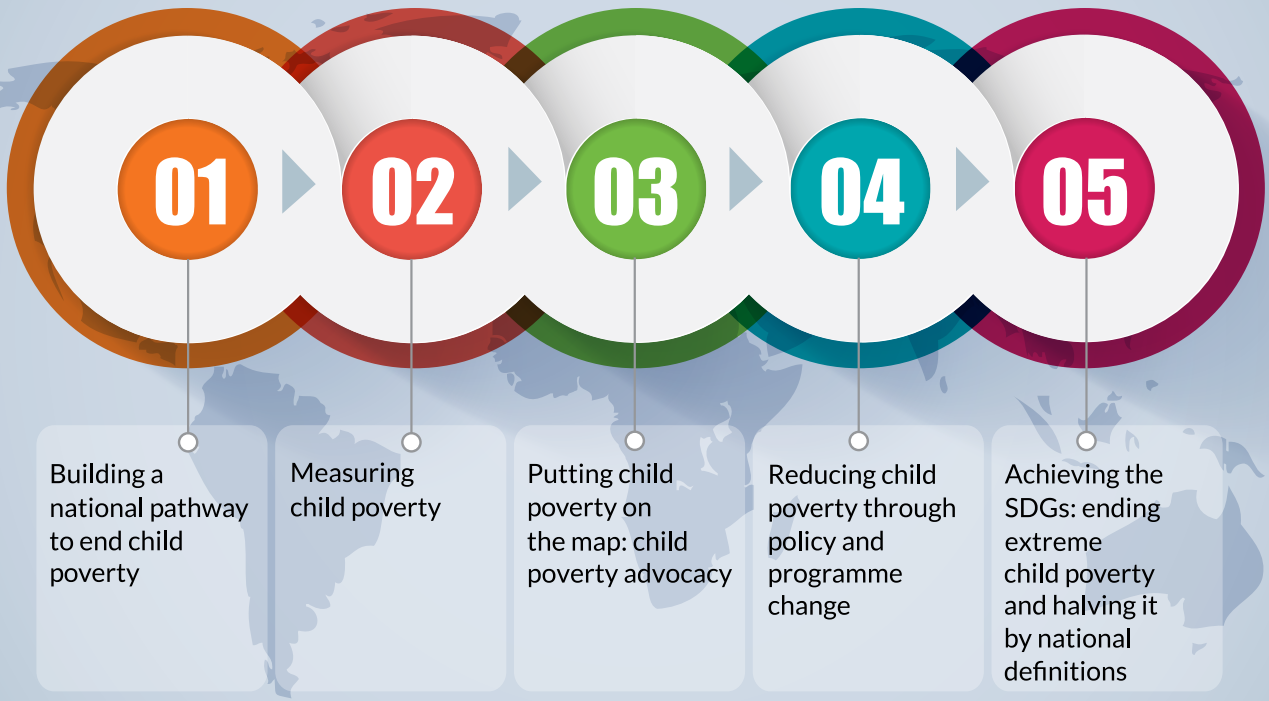 01
02
03
04
05
Building a
national pathway
to end child
poverty
Measuring
child poverty
Putting child
poverty on
the map: child
poverty advocacy
Reducing child
poverty through
policy and
programme
change
Achieving the
SDGs: ending
extreme
child poverty
and halving it
by national
definitions